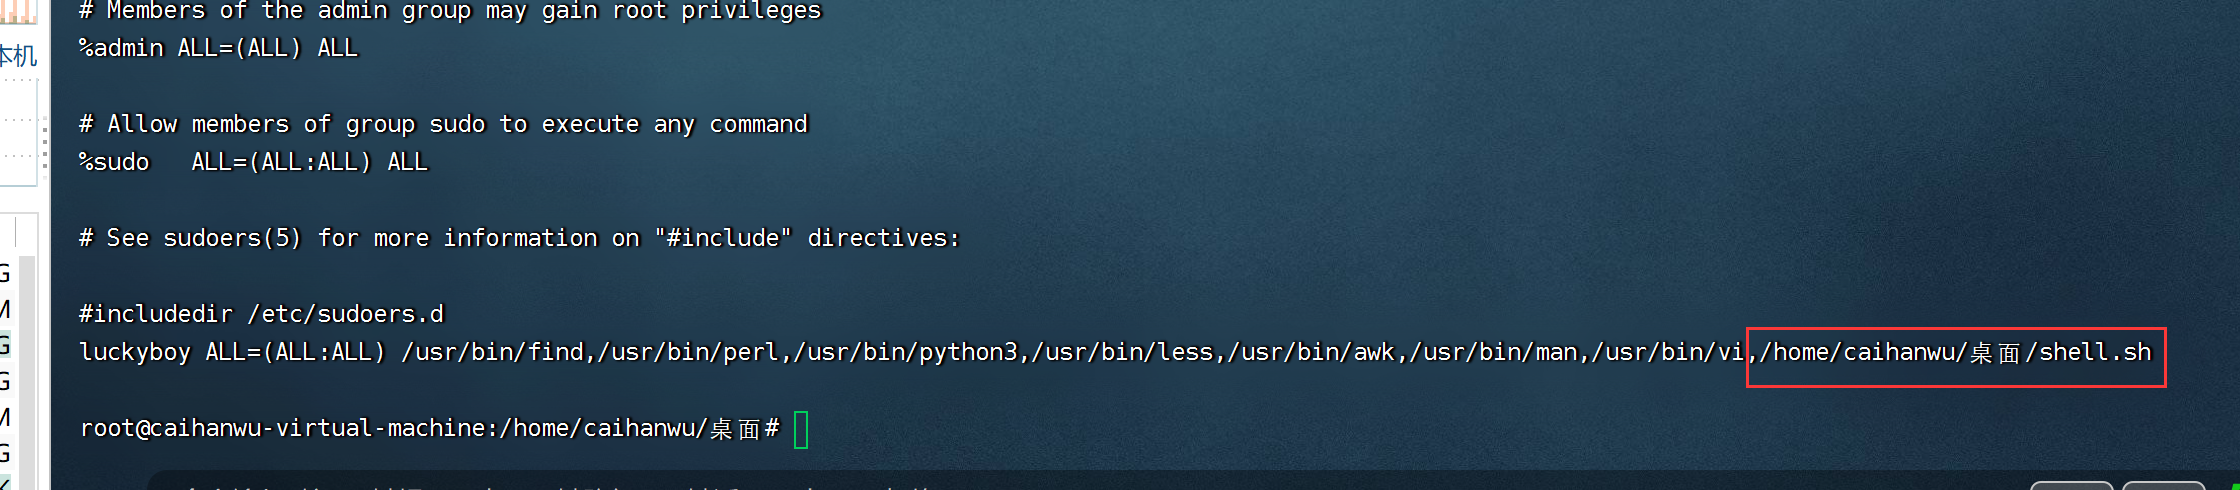 # Members of the admin group may gain root privileges
%admin ALL=(ALL) ALL
本机
# Allow members of group sudo to execute any command
%sudo   ALL=(ALL:ALL) ALL
# See sudoers(5) for more information on "#include" directives:
G
#includedir /etc/sudoers.d
M
luckyboy ALL=(ALL:ALL) /usr/bin/find,/usr/bin/perl,/usr/bin/python3,/usr/bin/less,/usr/bin/awk,/usr/bin/man,/usr/bin/vi,/home/caihanwu/桌面/shell.sh
G
G
M
root@caihanwu-virtual-machine:/home/caihanwu/桌面#
G